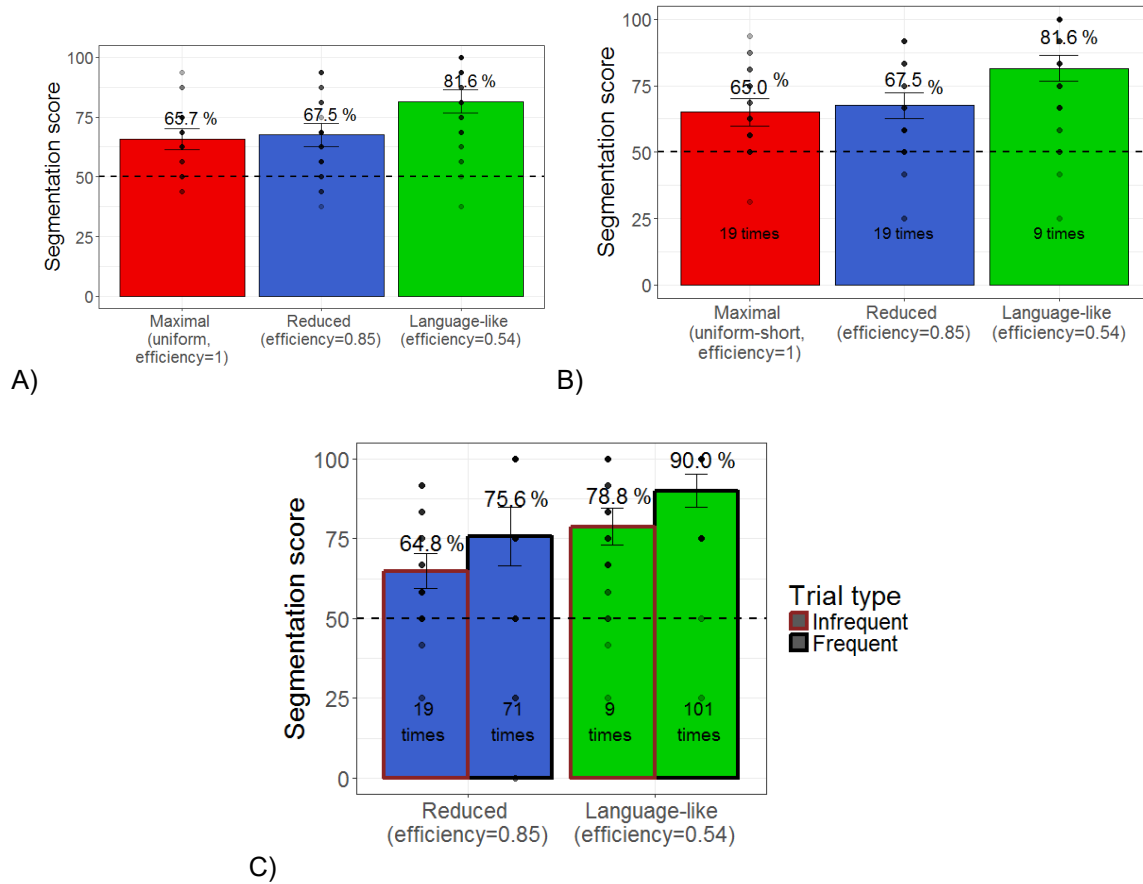 Segmentation score
100
75
50
25
0
65.7 %
67.5 %
81.6 %
Maximal
(uniform,
efficiency=1)
Reduced
(efficiency=0.85)
Language-like
(efficiency=0.54)
A)
Segmentation score
100
75
50
25
0
65.0 %
67.5 %
81.6 %
19 times
19 times
9 times
Maximal
(uniform-short,
efficiency=1)
Reduced
(efficiency=0.85)
Language-like
(efficiency=0.54)
B)
Segmentation score
100
75
50
25
0
64.8 %
75.6 %
78.8 %
90.0 %
19
times
71
times
9
times
101
times
Reduced
(efficiency=0.85)
Language-like
(efficiency=0.54)
Trial type
Infrequent
Frequent
C)